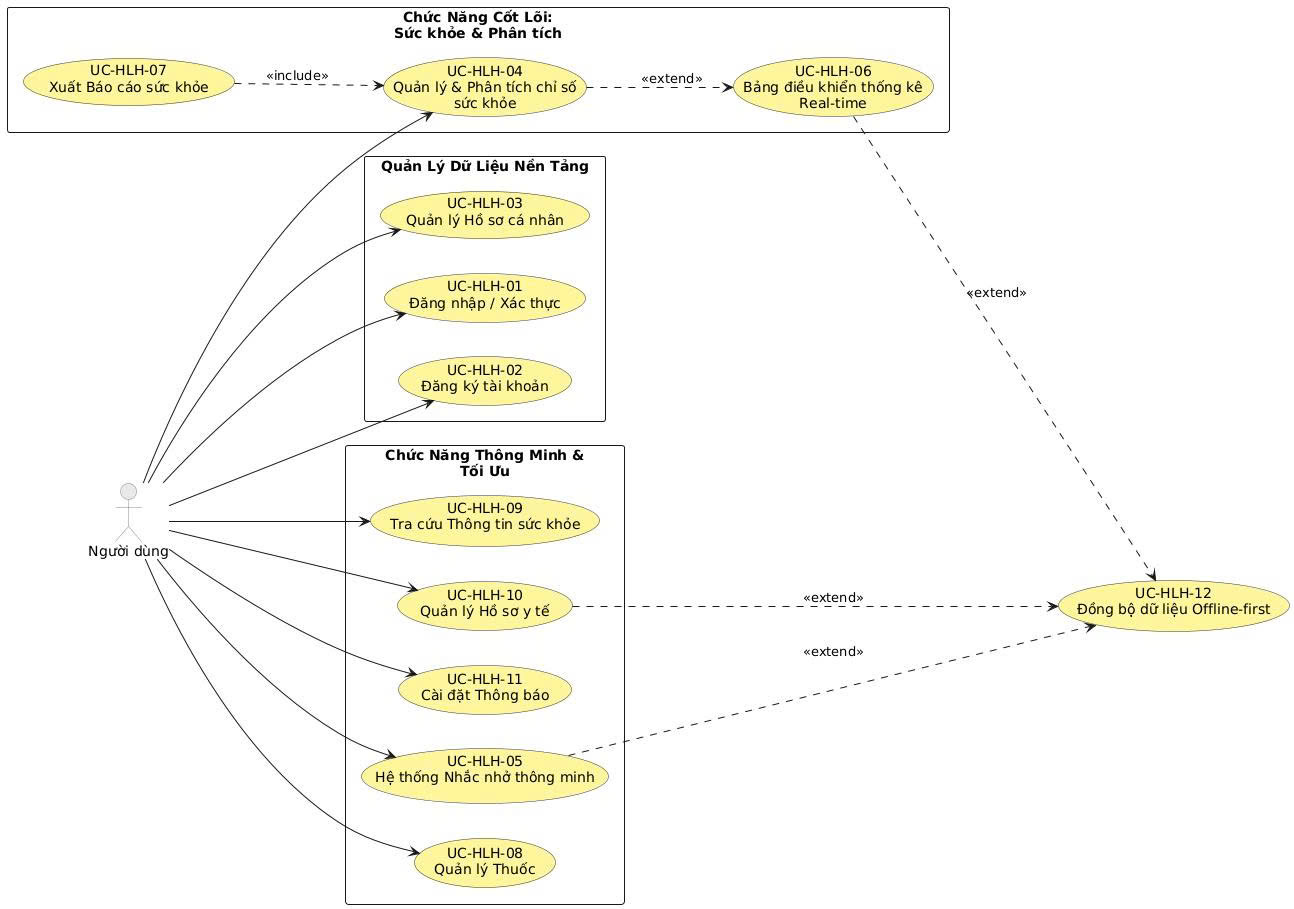 Chức Năng Cốt Lõi:
Sức khỏe & Phân tích
UC-HLH-07
Xuất Báo cáo sức khỏe
«include»
UC-HLH-04
Quản lý & Phân tích chỉ số
sức khỏe
«extend»
UC-HLH-06
Bảng điều khiển thống kê
Real-time
Quản Lý Dữ Liệu Nền Tảng
UC-HLH-03
Quản lý Hồ sơ cá nhân
UC-HLH-01
Đăng nhập / Xác thực
«extend»
UC-HLH-02
Đăng ký tài khoản
Chức Năng Thông Minh &
Tối Ưu
UC-HLH-09
Tra cứu Thông tin sức khỏe
Người dùng
UC-HLH-10
Quản lý Hồ sơ y tế
«extend»
UC-HLH-12
Đồng bộ dữ liệu Offline-first
«extend»
UC-HLH-11
Cài đặt Thông báo
UC-HLH-05
Hệ thống Nhắc nhở thông minh
UC-HLH-08
Quản lý Thuốc